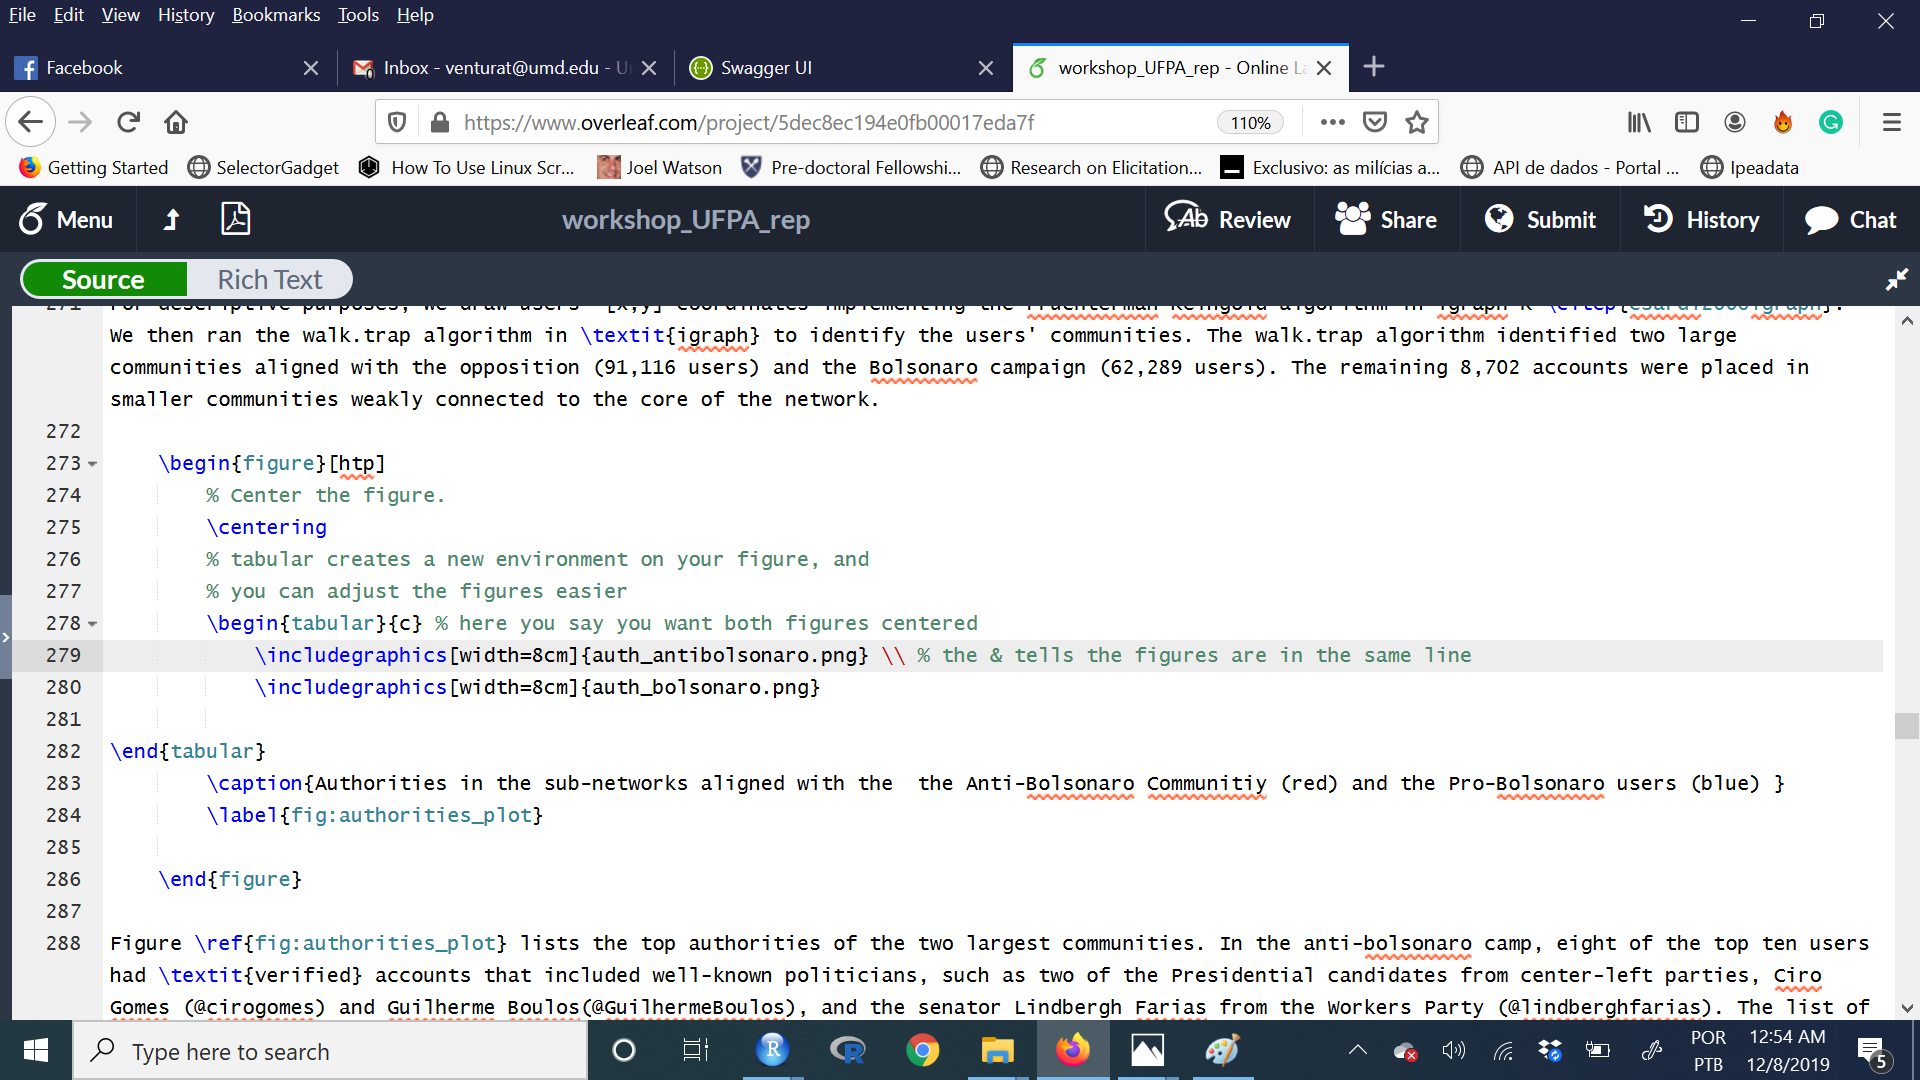 File Edit View History Bookmarks Tools Help
Facebook
Inbox - venturat@umd.edu - U
Swagger UI
workshop_UFPA_rep - Online La
https://www.overleaf.com/project/5dec8ec194e0fb00017eda7f
110%
Getting Started SelectorGadget How To Use Linux Scr... Joel Watson Pre-doctoral Fellowshi... Research on Elicitation... Exclusivo: as milícias a... API de dados - Portal ... Ipeadata
Menu workshop_UFPA_rep Review Share Submit History Chat
Source Rich Text
We then ran the walk.trap algorithm in \textit{igraph} to identify the users' communities. The walk.trap algorithm identified two large
communities aligned with the opposition (91,116 users) and the Bolsonaro campaign (62,289 users). The remaining 8,702 accounts were placed in
smaller communities weakly connected to the core of the network.
272
273 \begin{figure}[htp]
274 % Center the figure.
275 \centering
276 % tabular creates a new environment on your figure, and
277 % you can adjust the figures easier
278 \begin{tabular}{c} % here you say you want both figures centered
279 \includegraphics[width=8cm]{auth_antibolsonaro.png} \\ % the & tells the figures are in the same line
280 \includegraphics[width=8cm]{auth_bolsonaro.png}
281
282 \end{tabular}
283 \caption{Authorities in the sub-networks aligned with the  the Anti-Bolsonaro Communitiy (red) and the Pro-Bolsonaro users (blue) }
284 \label{fig:authorities_plot}
285
286 \end{figure}
287
288 Figure \ref{fig:authorities_plot} lists the top authorities of the two largest communities. In the anti-bolsonaro camp, eight of the top ten users
had \textit{verified} accounts that included well-known politicians, such as two of the Presidential candidates from center-left parties, Ciro
Gomes (@cirogomes) and Guilherme Boulos(@GuilhermeBoulos), and the senator Lindbergh Farias from the Workers Party (@lindberghfarias). The list of
Type here to search
POR
PTB
12:54 AM
12/8/2019
5